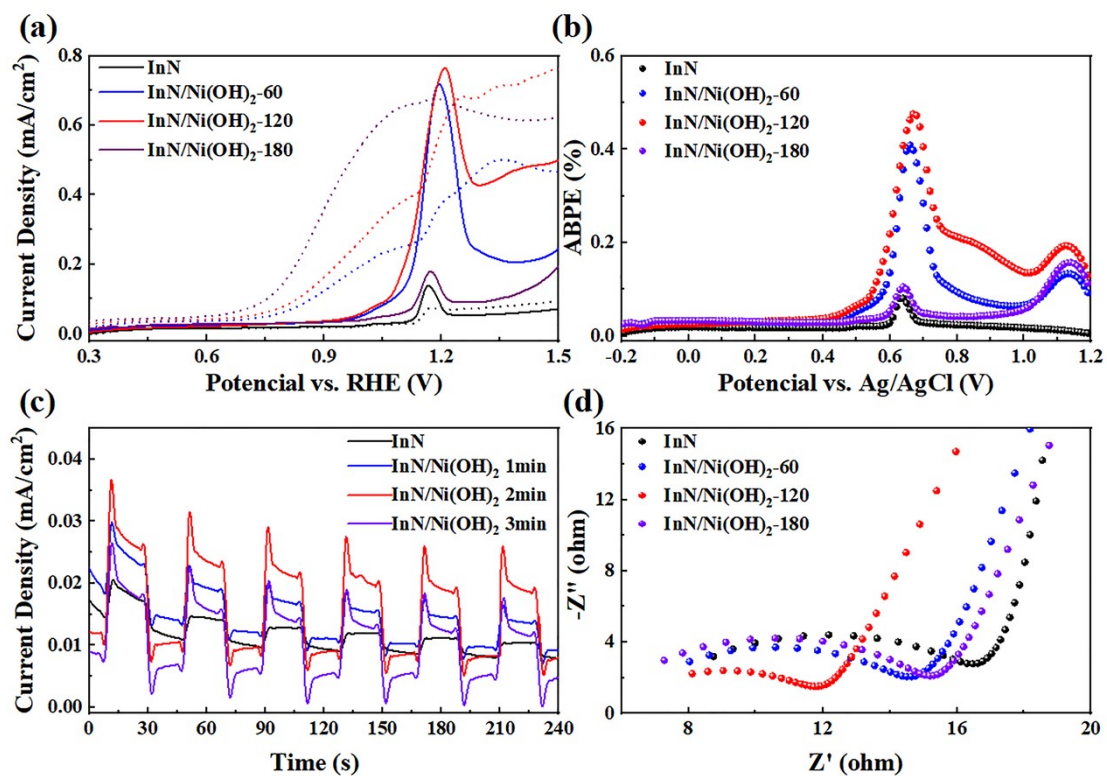 (a)
Current Density (mA/cm²)
0.8
0.6
0.4
0.2
0.0
InN
InN/Ni(OH)₂-60
InN/Ni(OH)₂-120
InN/Ni(OH)₂-180
0.3 0.6 0.9 1.2 1.5
Potencial vs. RHE (V)
(b)
ABPE (%)
0.6
0.4
0.2
0.0
InN
InN/Ni(OH)₂-60
InN/Ni(OH)₂-120
InN/Ni(OH)₂-180
-0.2 0.0 0.2 0.4 0.6 0.8 1.0 1.2
Potencial vs. Ag/AgCl (V)
(c)
Current Density (mA/cm²)
0.04
0.03
0.02
0.01
0.00
InN
InN/Ni(OH)₂ 1min
InN/Ni(OH)₂ 2min
InN/Ni(OH)₂ 3min
0 30 60 90 120 150 180 210 240
Time (s)
(d)
-Z'' (ohm)
16
12
8
4
0
InN
InN/Ni(OH)₂-60
InN/Ni(OH)₂-120
InN/Ni(OH)₂-180
8 12 16 20
Z' (ohm)